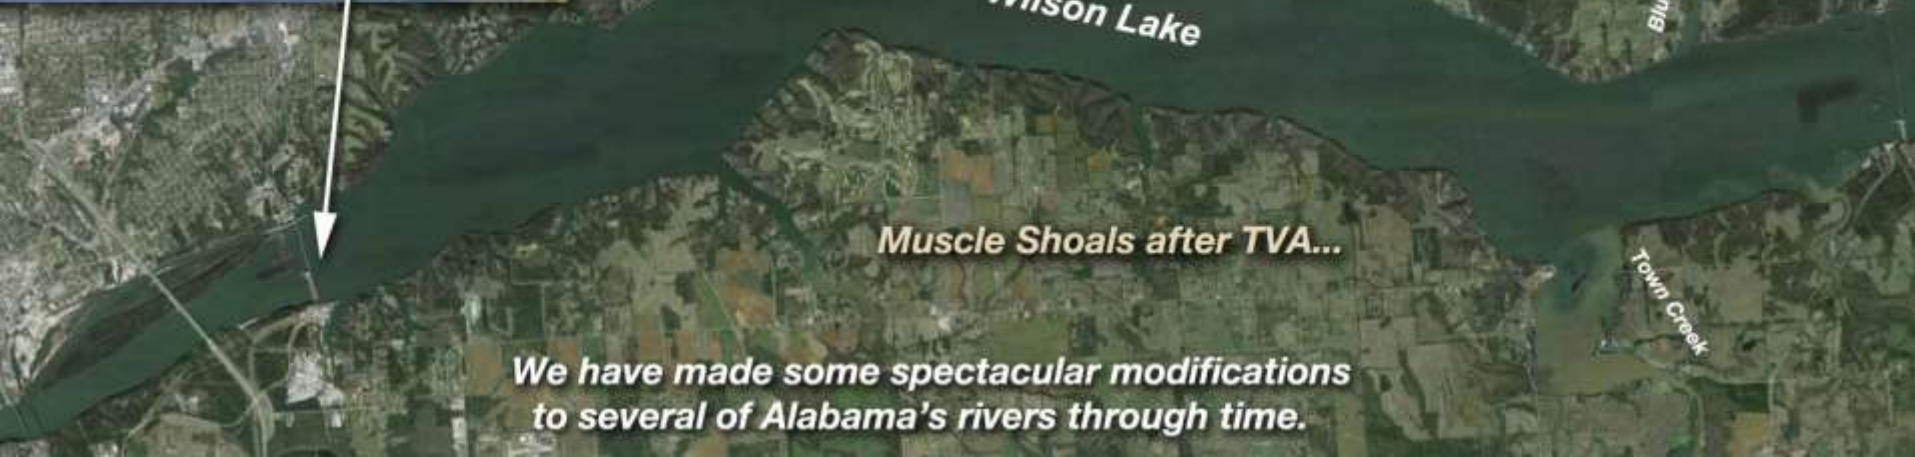 Wilson Lake
Muscle Shoals after TVA...
Town Creek
We have made some spectacular modifications
to several of Alabama's rivers through time.